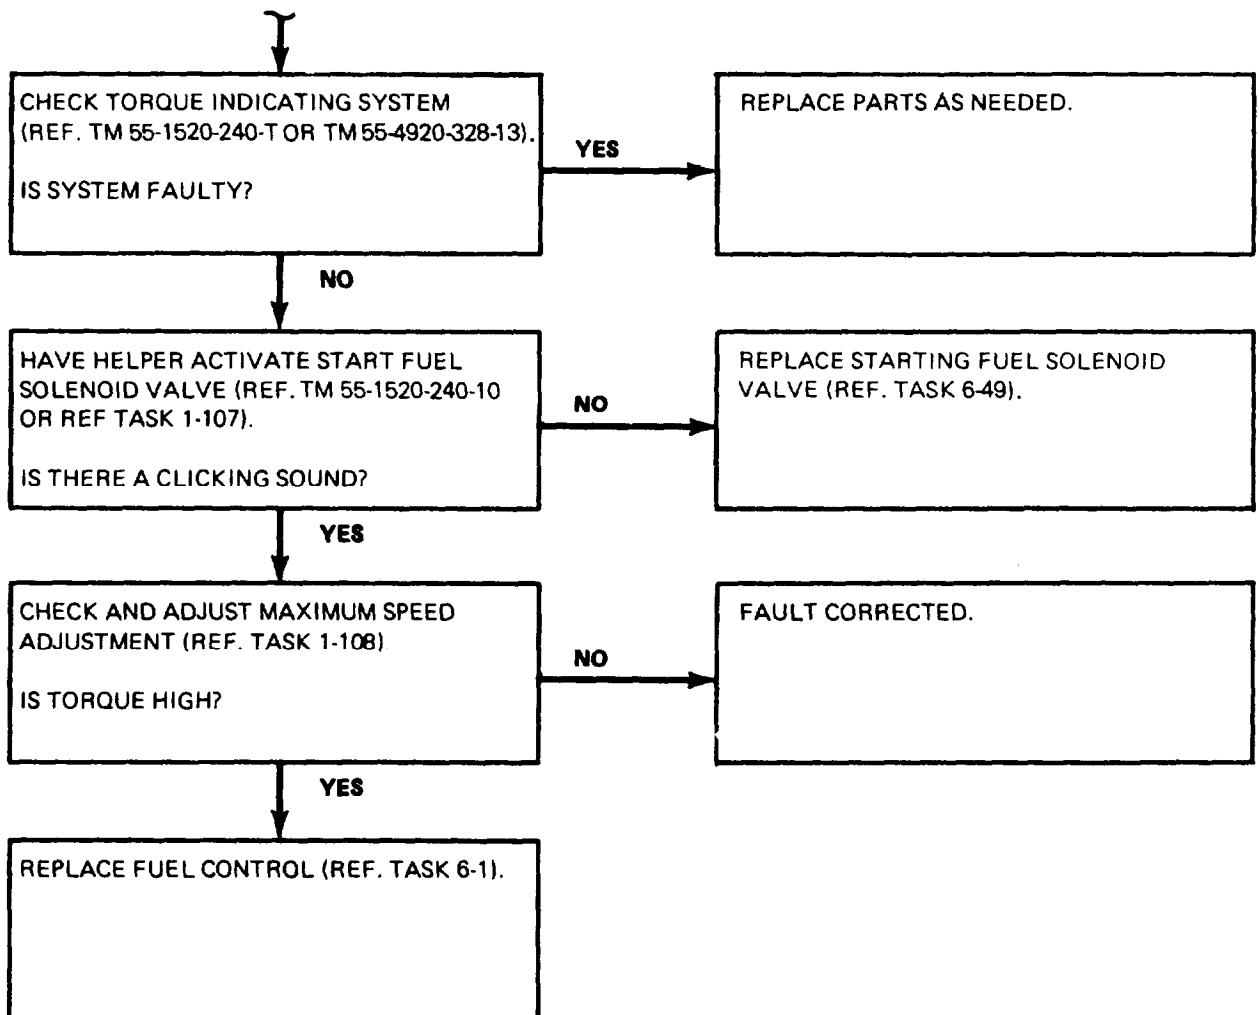 CHECK TORQUE INDICATING SYSTEM
(REF. TM 55-1520-240-T OR TM 55-4920-328-13).
IS SYSTEM FAULTY?
YES
REPLACE PARTS AS NEEDED.
NO
HAVE HELPER ACTIVATE START FUEL
SOLENOID VALVE (REF. TM 55-1520-240-10
OR REF TASK 1-107).
IS THERE A CLICKING SOUND?
NO
REPLACE STARTING FUEL SOLENOID
VALVE (REF. TASK 6-49).
YES
CHECK AND ADJUST MAXIMUM SPEED
ADJUSTMENT (REF. TASK 1-108)
IS TORQUE HIGH?
NO
FAULT CORRECTED.
YES
REPLACE FUEL CONTROL (REF. TASK 6-1).